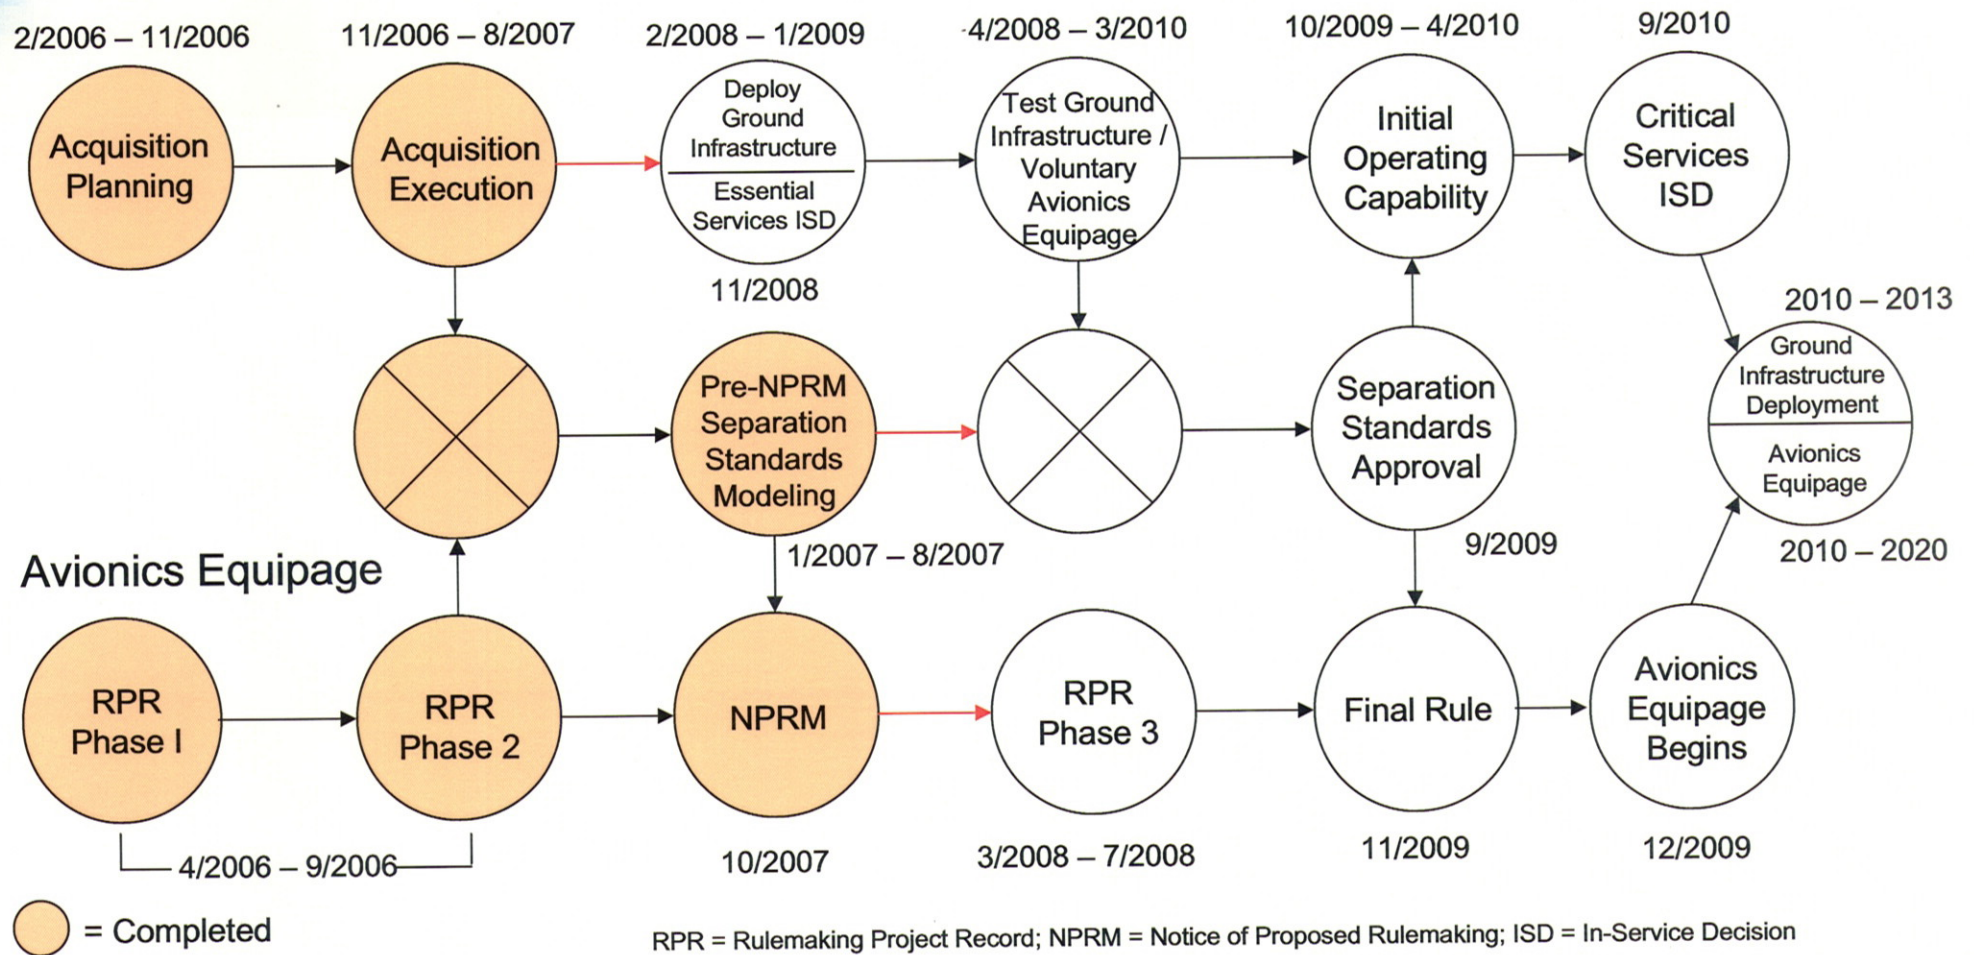 2/2006 – 11/2006
11/2006 – 8/2007
2/2008 – 1/2009
4/2008 – 3/2010
10/2009 – 4/2010
9/2010
Acquisition
Planning
Acquisition
Execution
Deploy
Ground
Infrastructure
Essential
Services ISD
11/2008
Test Ground
Infrastructure /
Voluntary
Avionics
Equipage
Initial
Operating
Capability
Critical
Services
ISD
2010 – 2013
Ground
Infrastructure
Deployment
Avionics
Equipage
2010 – 2020
Pre-NPRM
Separation
Standards
Modeling
1/2007 – 8/2007
Separation
Standards
Approval
9/2009
Avionics Equipage
RPR
Phase I
RPR
Phase 2
NPRM
RPR
Phase 3
Final Rule
Avionics
Equipage
Begins
4/2006 – 9/2006
10/2007
3/2008 – 7/2008
11/2009
12/2009
= Completed
RPR = Rulemaking Project Record; NPRM = Notice of Proposed Rulemaking; ISD = In-Service Decision